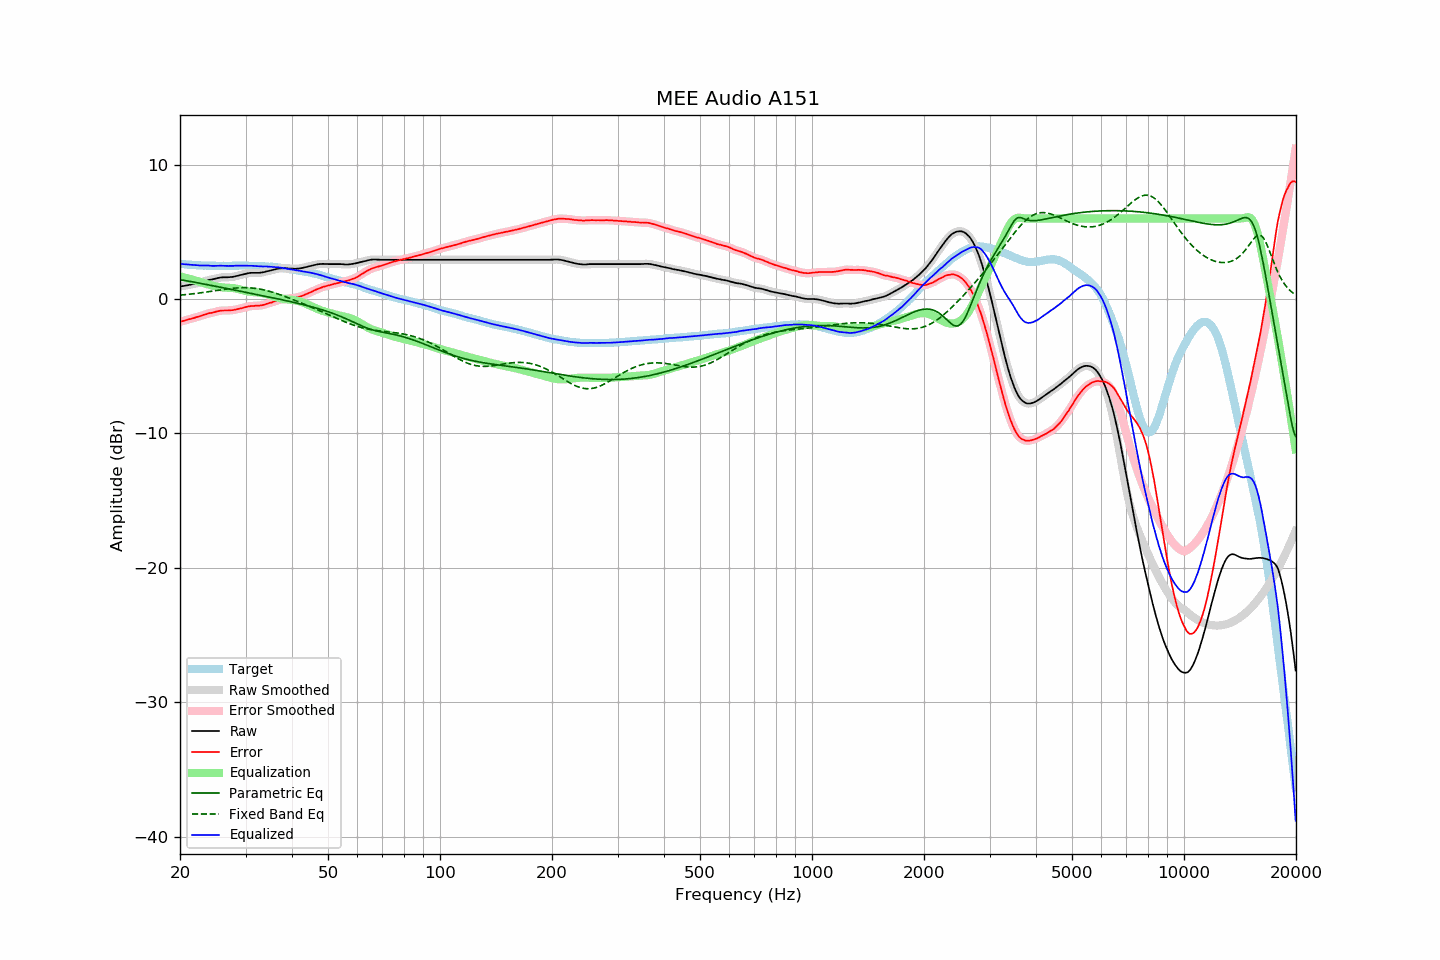 MEE Audio A151
Amplitude (dBr)
10
0
−10
−20
−30
−40
Target
Raw Smoothed
Error Smoothed
Raw
Error
Equalization
Parametric Eq
Fixed Band Eq
Equalized
20 50 100 200 500 1000 2000 5000 10000 20000
Frequency (Hz)